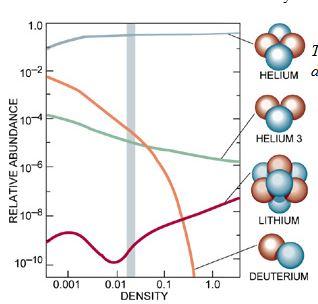 1.0
10⁻²
10⁻⁴
10⁻⁶
10⁻⁸
10⁻¹⁰
RELATIVE ABUNDANCE
0.001 0.01 0.1 1.0
DENSITY
HELIUM
HELIUM 3
LITHIUM
DEUTERIUM
T
a